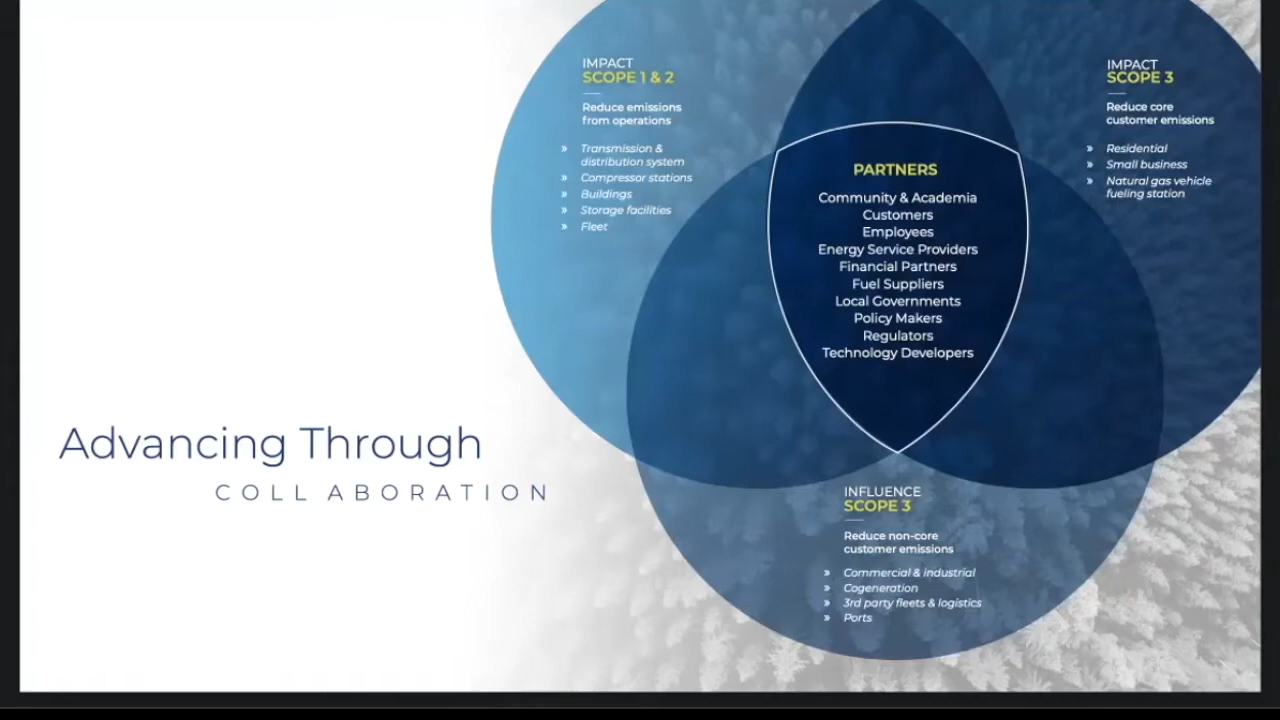 IMPACT
SCOPE 1 & 2
Reduce emissions
from operations
» Transmission &
distribution system
» Compressor stations
» Buildings
» Storage facilities
» Fleet
PARTNERS
Community & Academia
Customers
Employees
Energy Service Providers
Financial Partners
Fuel Suppliers
Local Governments
Policy Makers
Regulators
Technology Developers
IMPACT
SCOPE 3
Reduce core
customer emissions
» Residential
» Small business
» Natural gas vehicle
fueling station
Advancing Through
COLL ABORATION
INFLUENCE
SCOPE 3
Reduce non-core
customer emissions
» Commercial & industrial
» Cogeneration
» 3rd party fleets & logistics
» Ports